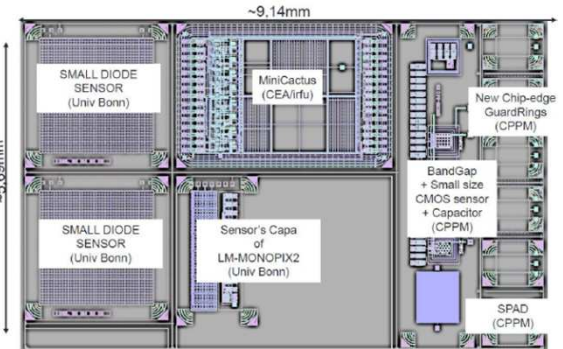 ~9,14mm
SMALL DIODE
SENSOR
(Univ Bonn)
MiniCactus
(CEA/irfu)
New Chip-edge
GuardRings
(CPPM)
BandGap
+ Small size
CMOS sensor
+ Capacitor
(CPPM)
SMALL DIODE
SENSOR
(Univ Bonn)
Sensor's Capa
of
LM-MONOPIX2
(Univ Bonn)
SPAD
(CPPM)